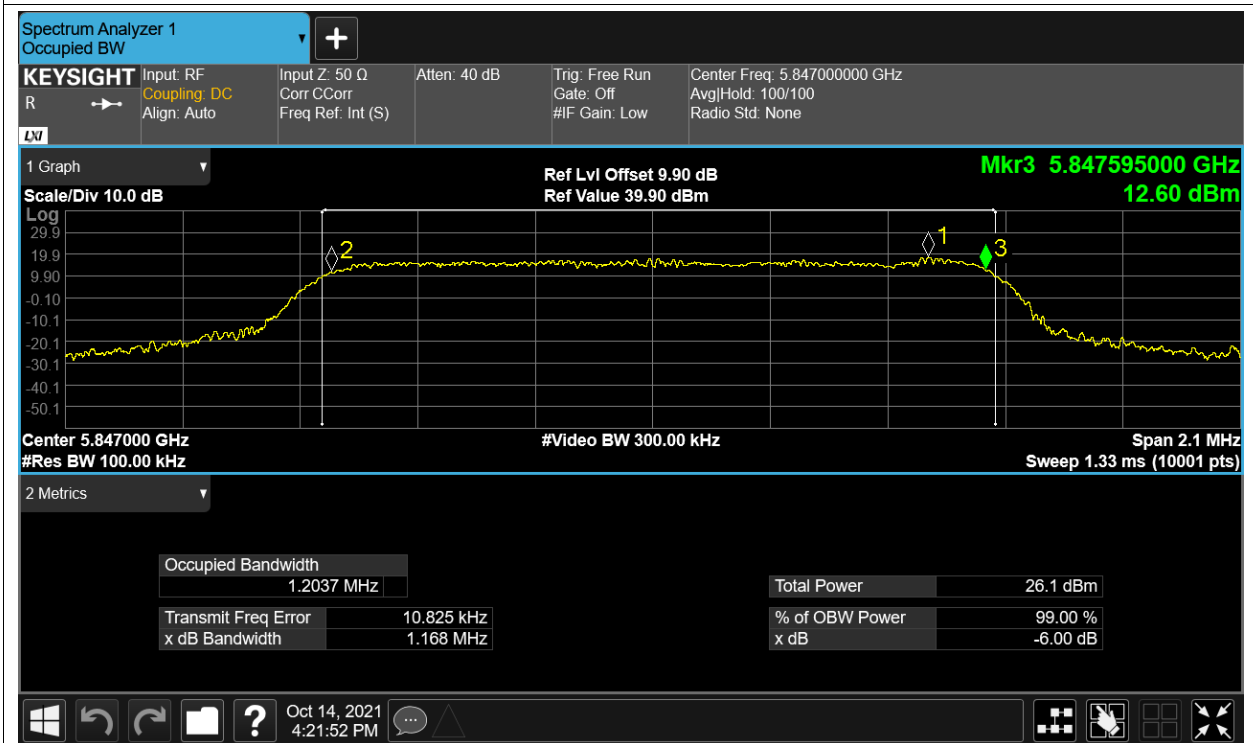 Spectrum Analyzer 1
Occupied BW
KEYSIGHT
R
LXI
Input: RF
Coupling: DC
Align: Auto
Input Z: 50 Ω
Corr CCorr
Freq Ref: Int (S)
Atten: 40 dB
Trig: Free Run
Gate: Off
#IF Gain: Low
Center Freq: 5.847000000 GHz
Avg|Hold: 100/100
Radio Std: None
1 Graph
Scale/Div 10.0 dB
Ref Lvl Offset 9.90 dB
Ref Value 39.90 dBm
Mkr3 5.847595000 GHz
12.60 dBm
Log
29.9
19.9
9.90
-0.10
-10.1
-20.1
-30.1
-40.1
-50.1
2
1
3
Center 5.847000 GHz
#Video BW 300.00 kHz
Span 2.1 MHz
#Res BW 100.00 kHz
Sweep 1.33 ms (10001 pts)
2 Metrics
Occupied Bandwidth
1.2037 MHz
Transmit Freq Error 10.825 kHz
x dB Bandwidth 1.168 MHz
Total Power 26.1 dBm
% of OBW Power 99.00 %
x dB -6.00 dB
?
Oct 14, 2021
4:21:52 PM